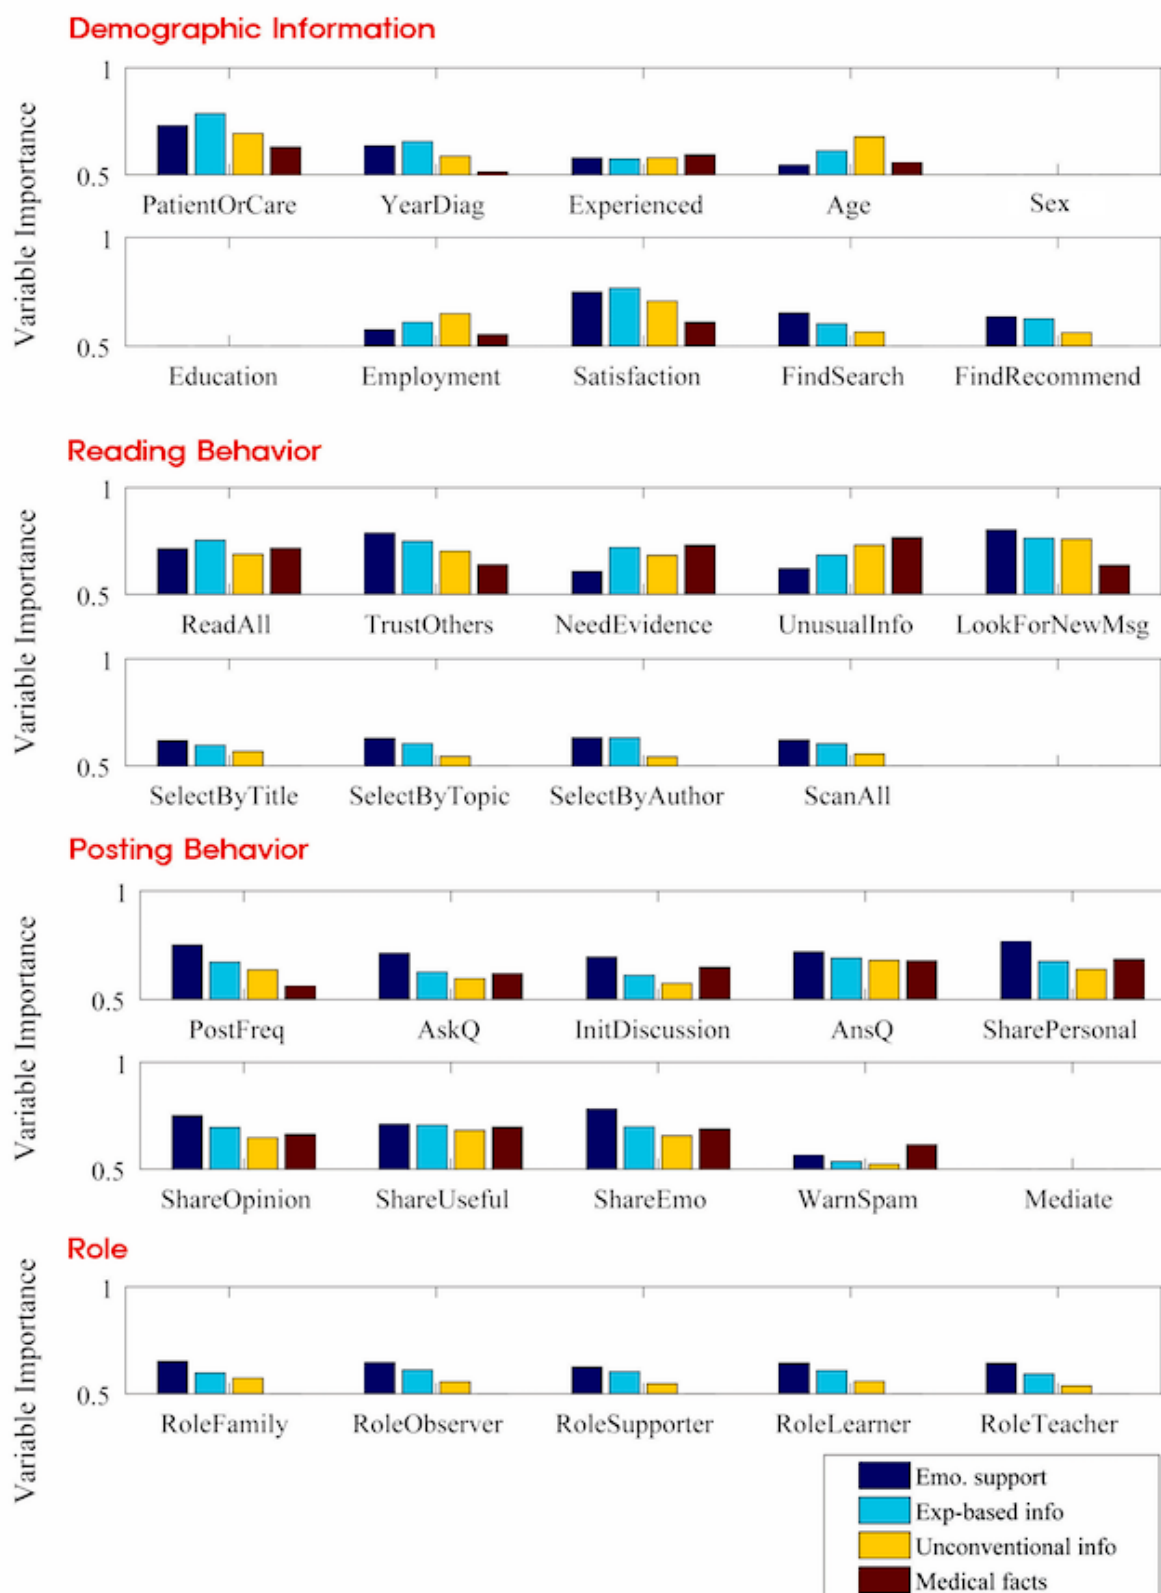 Demographic Information
Variable Importance
1
0.5
PatientOrCare YearDiag Experienced Age Sex
1
0.5
Education Employment Satisfaction FindSearch FindRecommend
Reading Behavior
Variable Importance
1
0.5
ReadAll TrustOthers NeedEvidence UnusualInfo LookForNewMsg
1
0.5
SelectByTitle SelectByTopic SelectByAuthor ScanAll
Posting Behavior
Variable Importance
1
0.5
PostFreq AskQ InitDiscussion AnsQ SharePersonal
1
0.5
ShareOpinion ShareUseful ShareEmo WarnSpam Mediate
Role
Variable Importance
1
0.5
RoleFamily RoleObserver RoleSupporter RoleLearner RoleTeacher
Emo. support
Exp-based info
Unconventional info
Medical facts